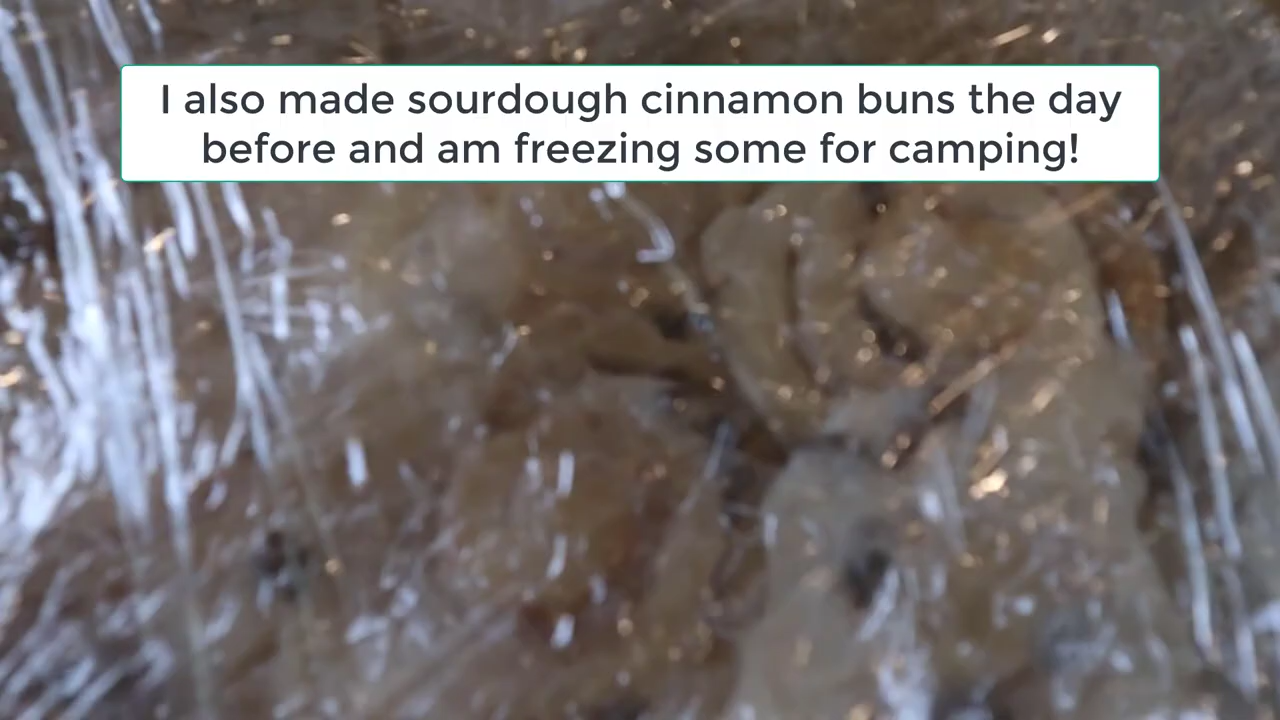 I also made sourdough cinnamon buns the day
before and am freezing some for camping!